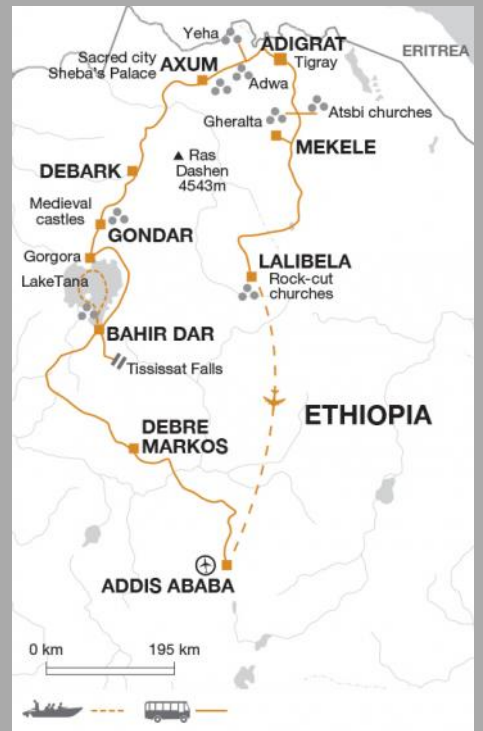 Yeha
ADIGRAT
Tigray
ERITREA
Sacred city
Sheba's Palace
AXUM
Adwa
Gheralta
Atsbi churches
MEKELE
DEBARK
Ras
Dashen
4543m
Medieval
castles
GONDAR
Gorgora
LakeTana
LALIBELA
Rock-cut
churches
BAHIR DAR
Tississat Falls
ETHIOPIA
DEBRE
MARKOS
ADDIS ABABA
0 km
195 km